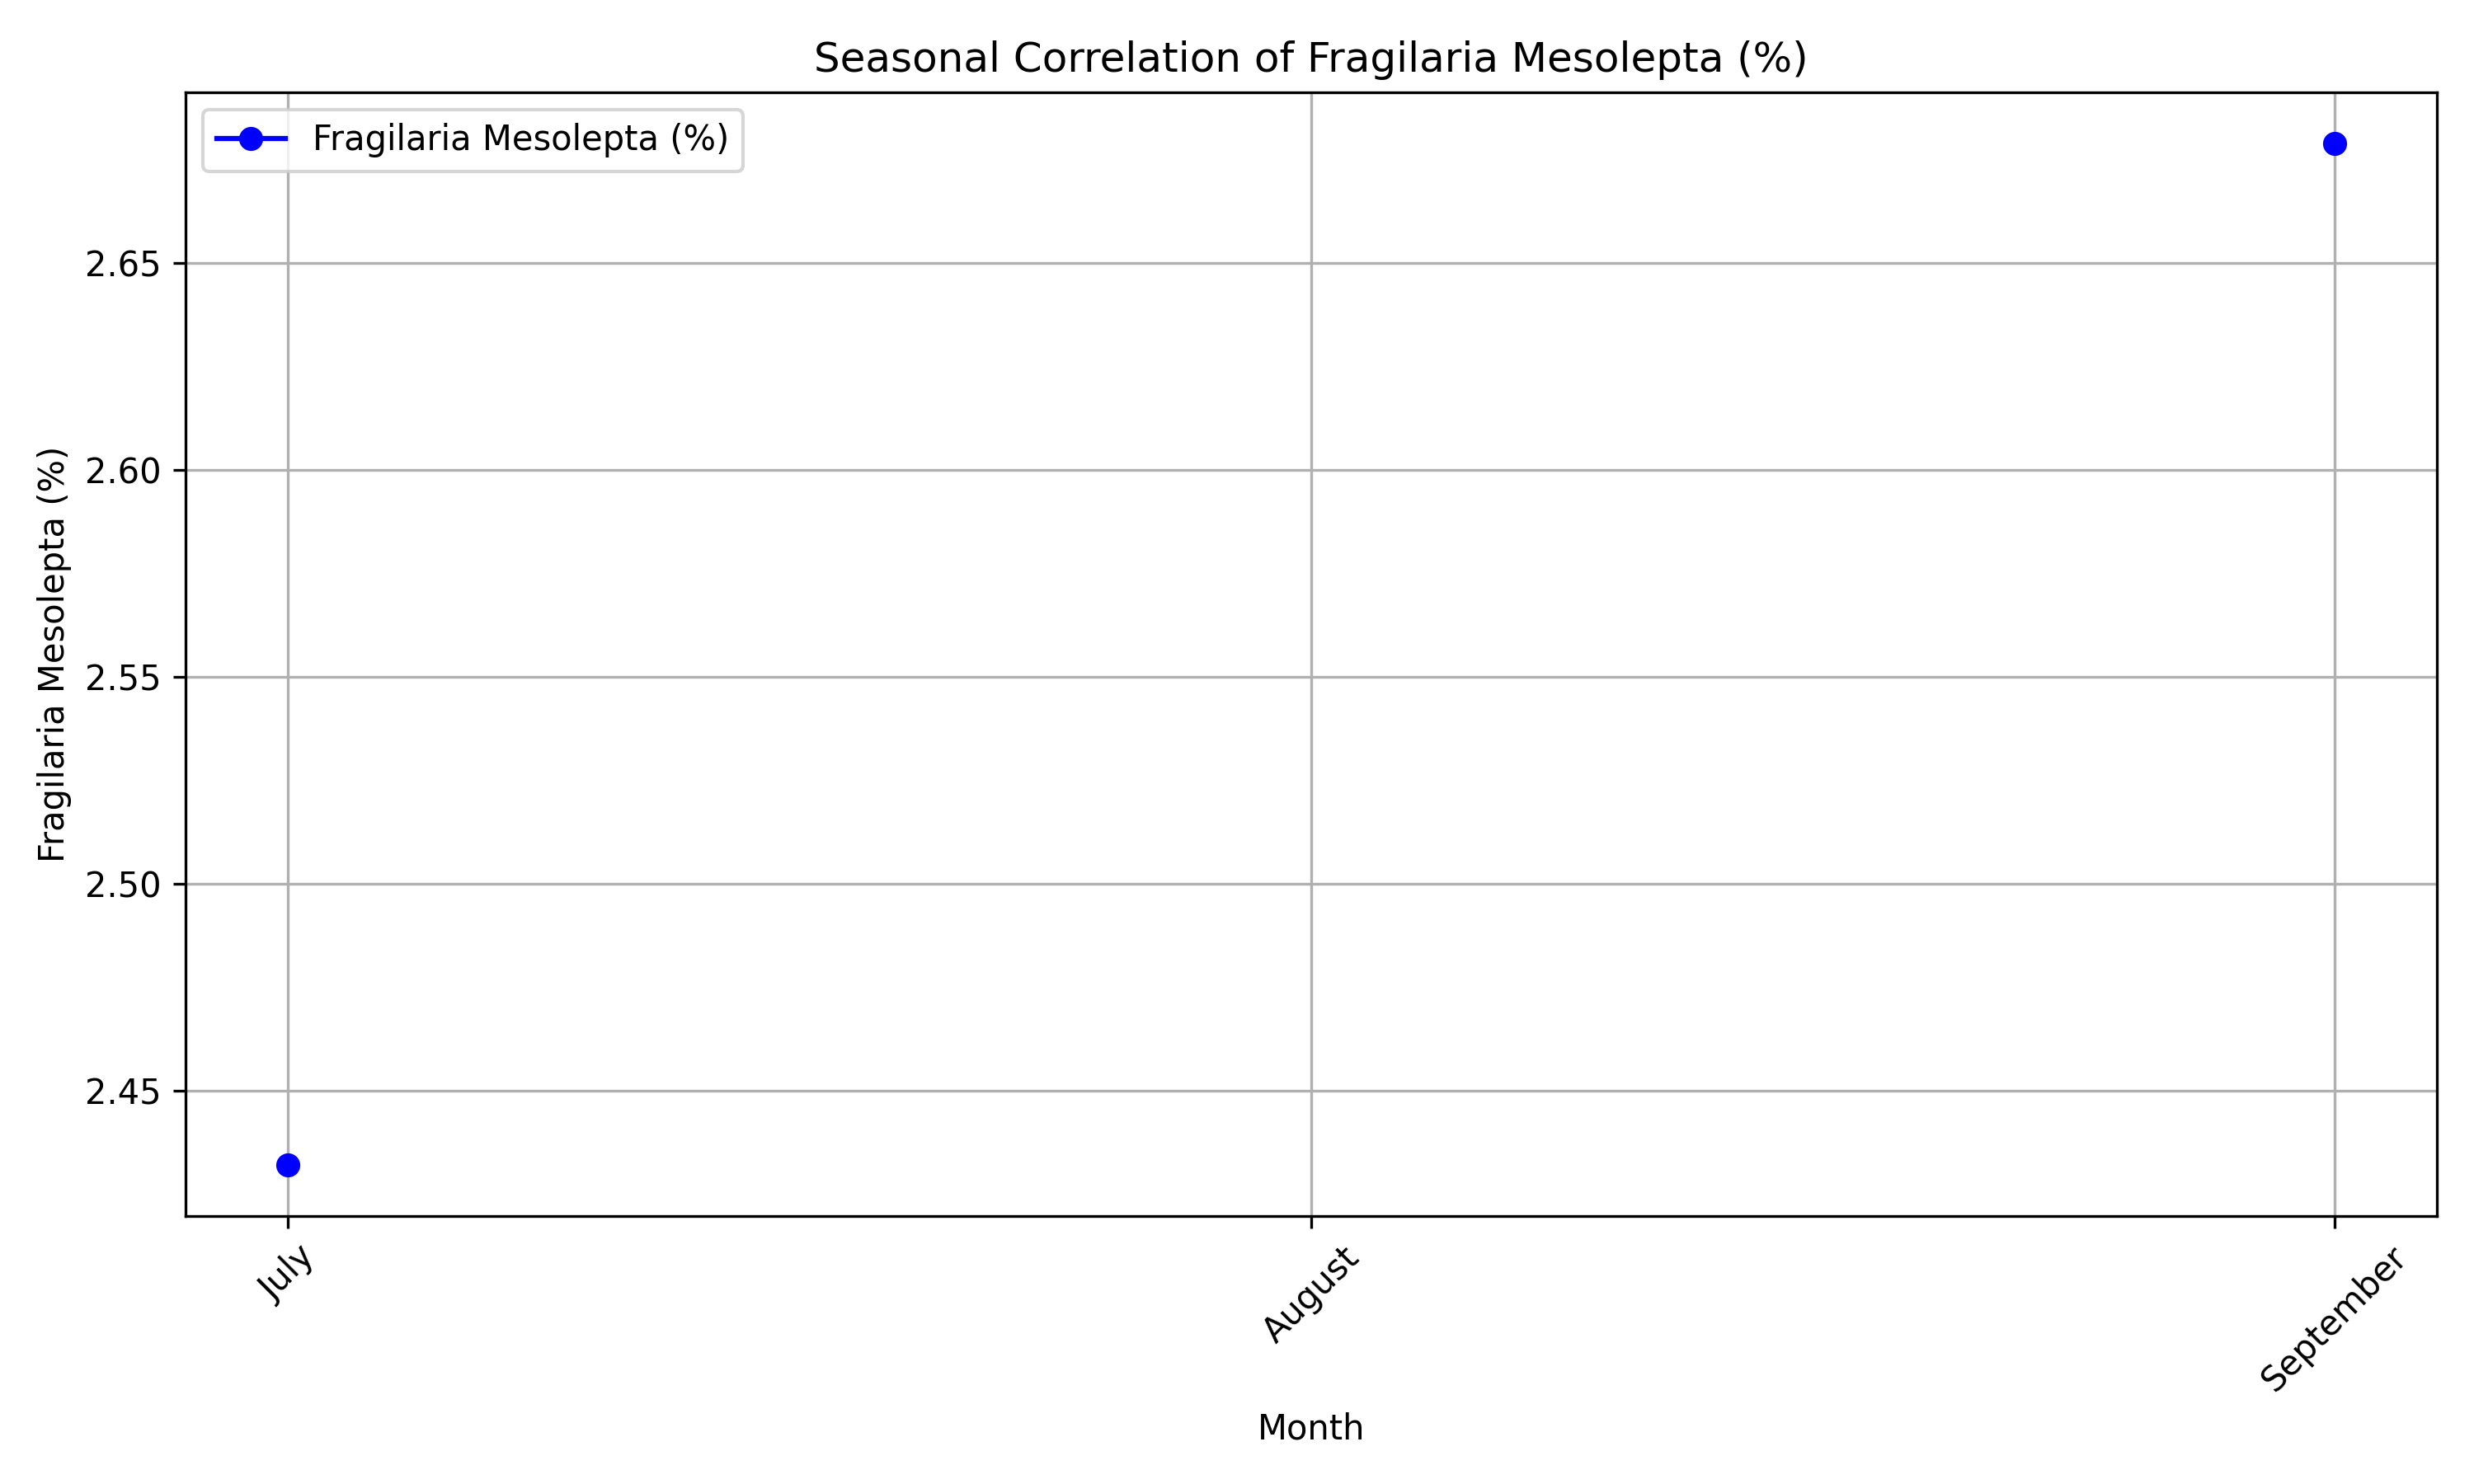 Seasonal Correlation of Fragilaria Mesolepta (%)
Fragilaria Mesolepta (%)
Fragilaria Mesolepta (%)
2.65
2.60
2.55
2.50
2.45
July
August
September
Month